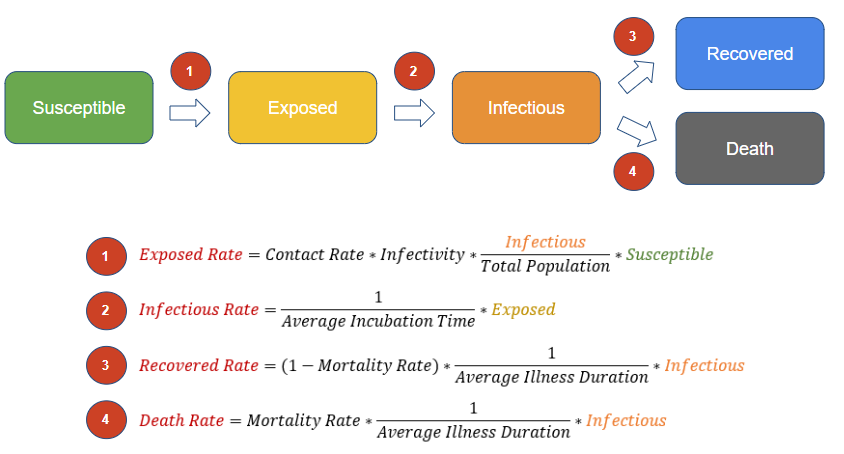 Susceptible
1
Exposed
2
Infectious
3
Recovered
4
Death
1 Exposed Rate = Contact Rate * Infectivity * Infectious / Total Population * Susceptible
2 Infectious Rate = 1 / Average Incubation Time * Exposed
3 Recovered Rate = (1 − Mortality Rate) * 1 / Average Illness Duration * Infectious
4 Death Rate = Mortality Rate * 1 / Average Illness Duration * Infectious